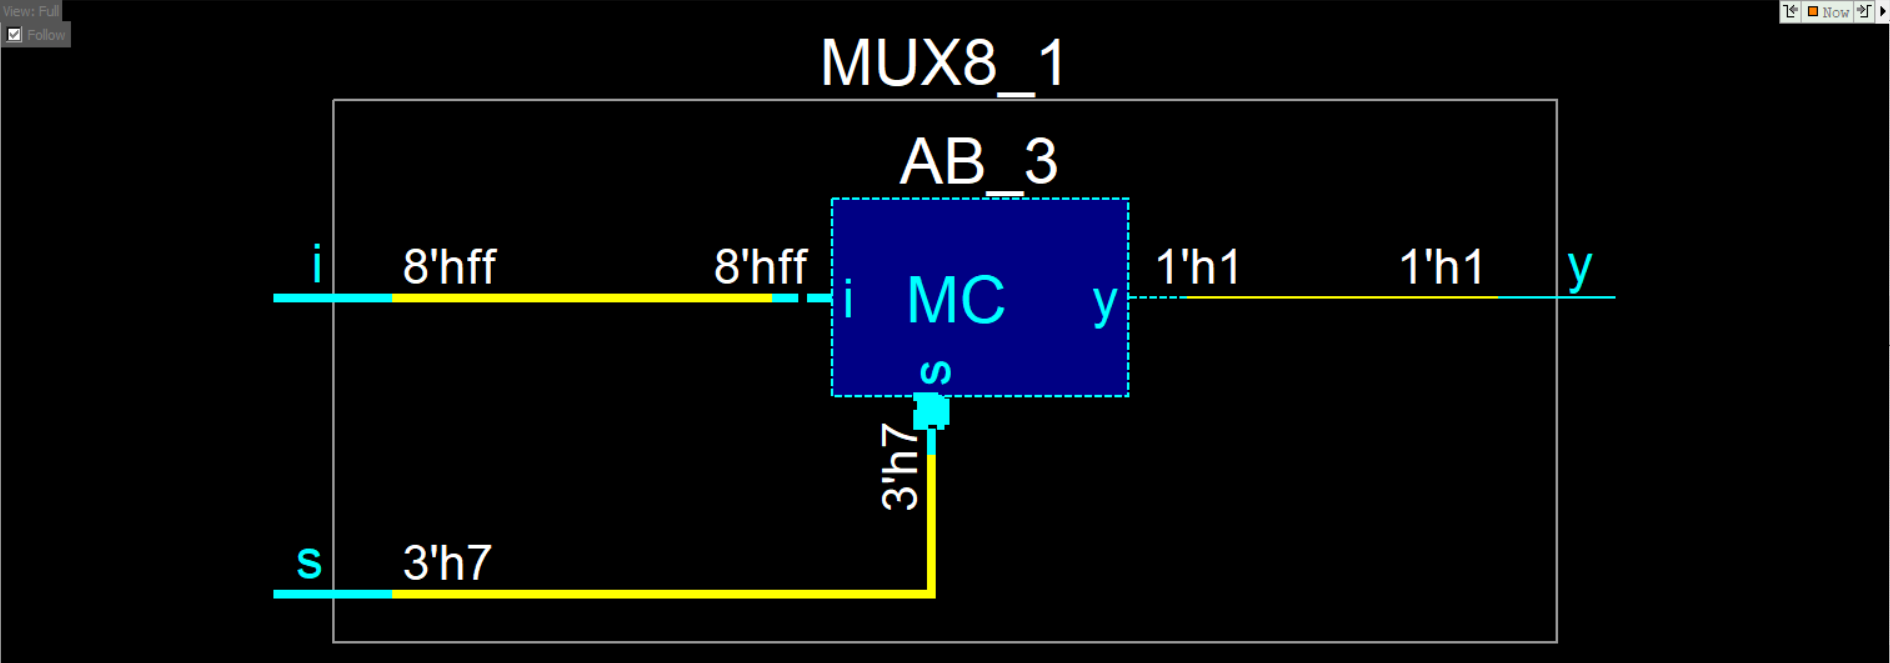 View: Full
Now
Follow
MUX8_1
AB_3
i 8'hff 8'hff 1'h1 1'h1 y
i MC y
s
3'h7
s 3'h7